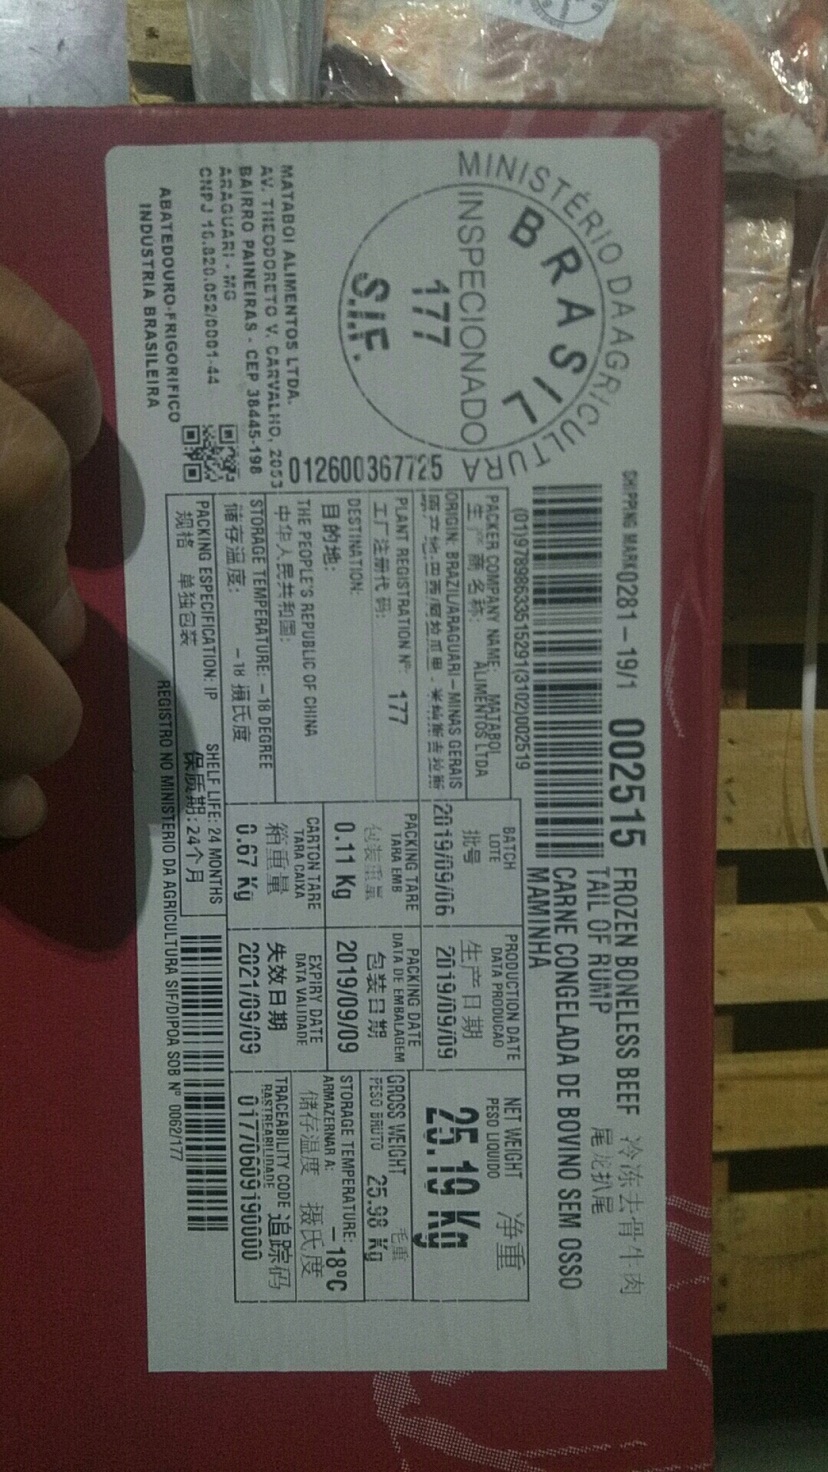 MINISTÉRIO DA AGRICULTURA
BRASIL
INSPECIONADO
177
S.I.F.
MATABOI ALIMENTOS LTDA.
AV. THEODORETO V. CARVALHO, 2053
BAIRRO PAINEIRAS - CEP 38445-198
ARAGUARI - MG
CNPJ 16.820.052/0001-44
ABATEDOURO-FRIGORIFICO
INDUSTRIA BRASILEIRA
012600367725
SHIPPING MARK 0281-19/1 002515
FROZEN BONELESS BEEF 冷冻去骨牛肉
TAIL OF RUMP 尾龙扒尾
CARNE CONGELADA DE BOVINO SEM OSSO
MAMINHA
(3102)002519
PACKER COMPANY NAME: MATABOI
生产商名称: ALIMENTOS LTDA
ORIGIN: BRAZIL/ARAGUARI-MINAS GERAIS
PLANT REGISTRATION Nº: 177
工厂注册代码:
DESTINATION:
目的地:
THE PEOPLE'S REPUBLIC OF CHINA
中华人民共和国:
STORAGE TEMPERATURE: -18 DEGREE
储存温度: -18 摄氏度
PACKING ESPECIFICATION: IP
规格 单独包装
SHELF LIFE: 24 MONTHS
保质期: 24个月
BATCH
LOTE
批号
2019/09/06
PRODUCTION DATE
DATA PRODUCAO
生产日期
2019/09/09
NET WEIGHT
PESO LIQUIDO
净重
25.19 Kg
PACKING TARE
TARA EMB
包装重量
0.11 Kg
PACKING DATE
DATA DE EMBALAGEM
包装日期
2019/09/09
GROSS WEIGHT
PESO BRUTO
毛重
25.98 Kg
CARTON TARE
TARA CAIXA
箱重量
0.67 Kg
EXPIRY DATE
DATA VALIDADE
失效日期
2021/09/09
STORAGE TEMPERATURE:
ARMAZERNAR A: -18ºC
储存温度 摄氏度
TRACEABILITY CODE 追踪码
RASTREABILIDADE
01770609190000
REGISTRO NO MINISTERIO DA AGRICULTURA SIF/DIPOA SOB Nº 0062/177